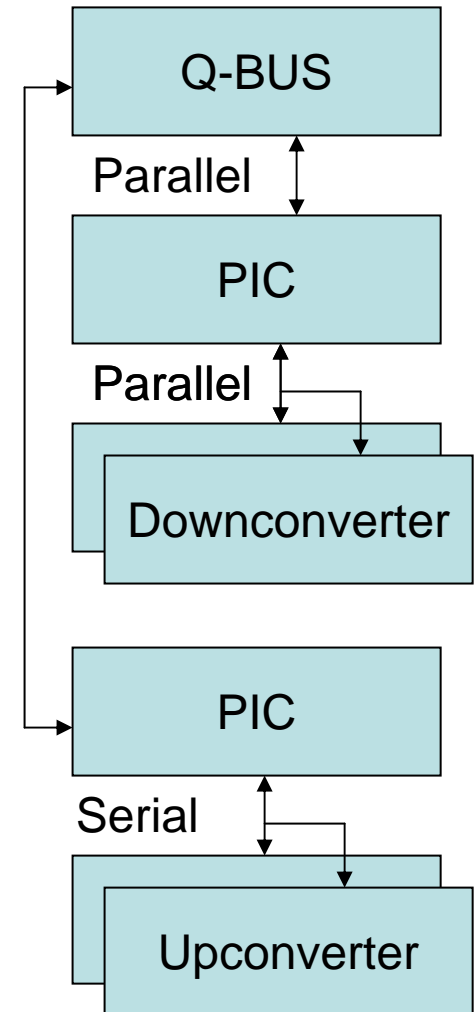 Q-BUS
Parallel
PIC
Parallel
Downconverter
PIC
Serial
Upconverter